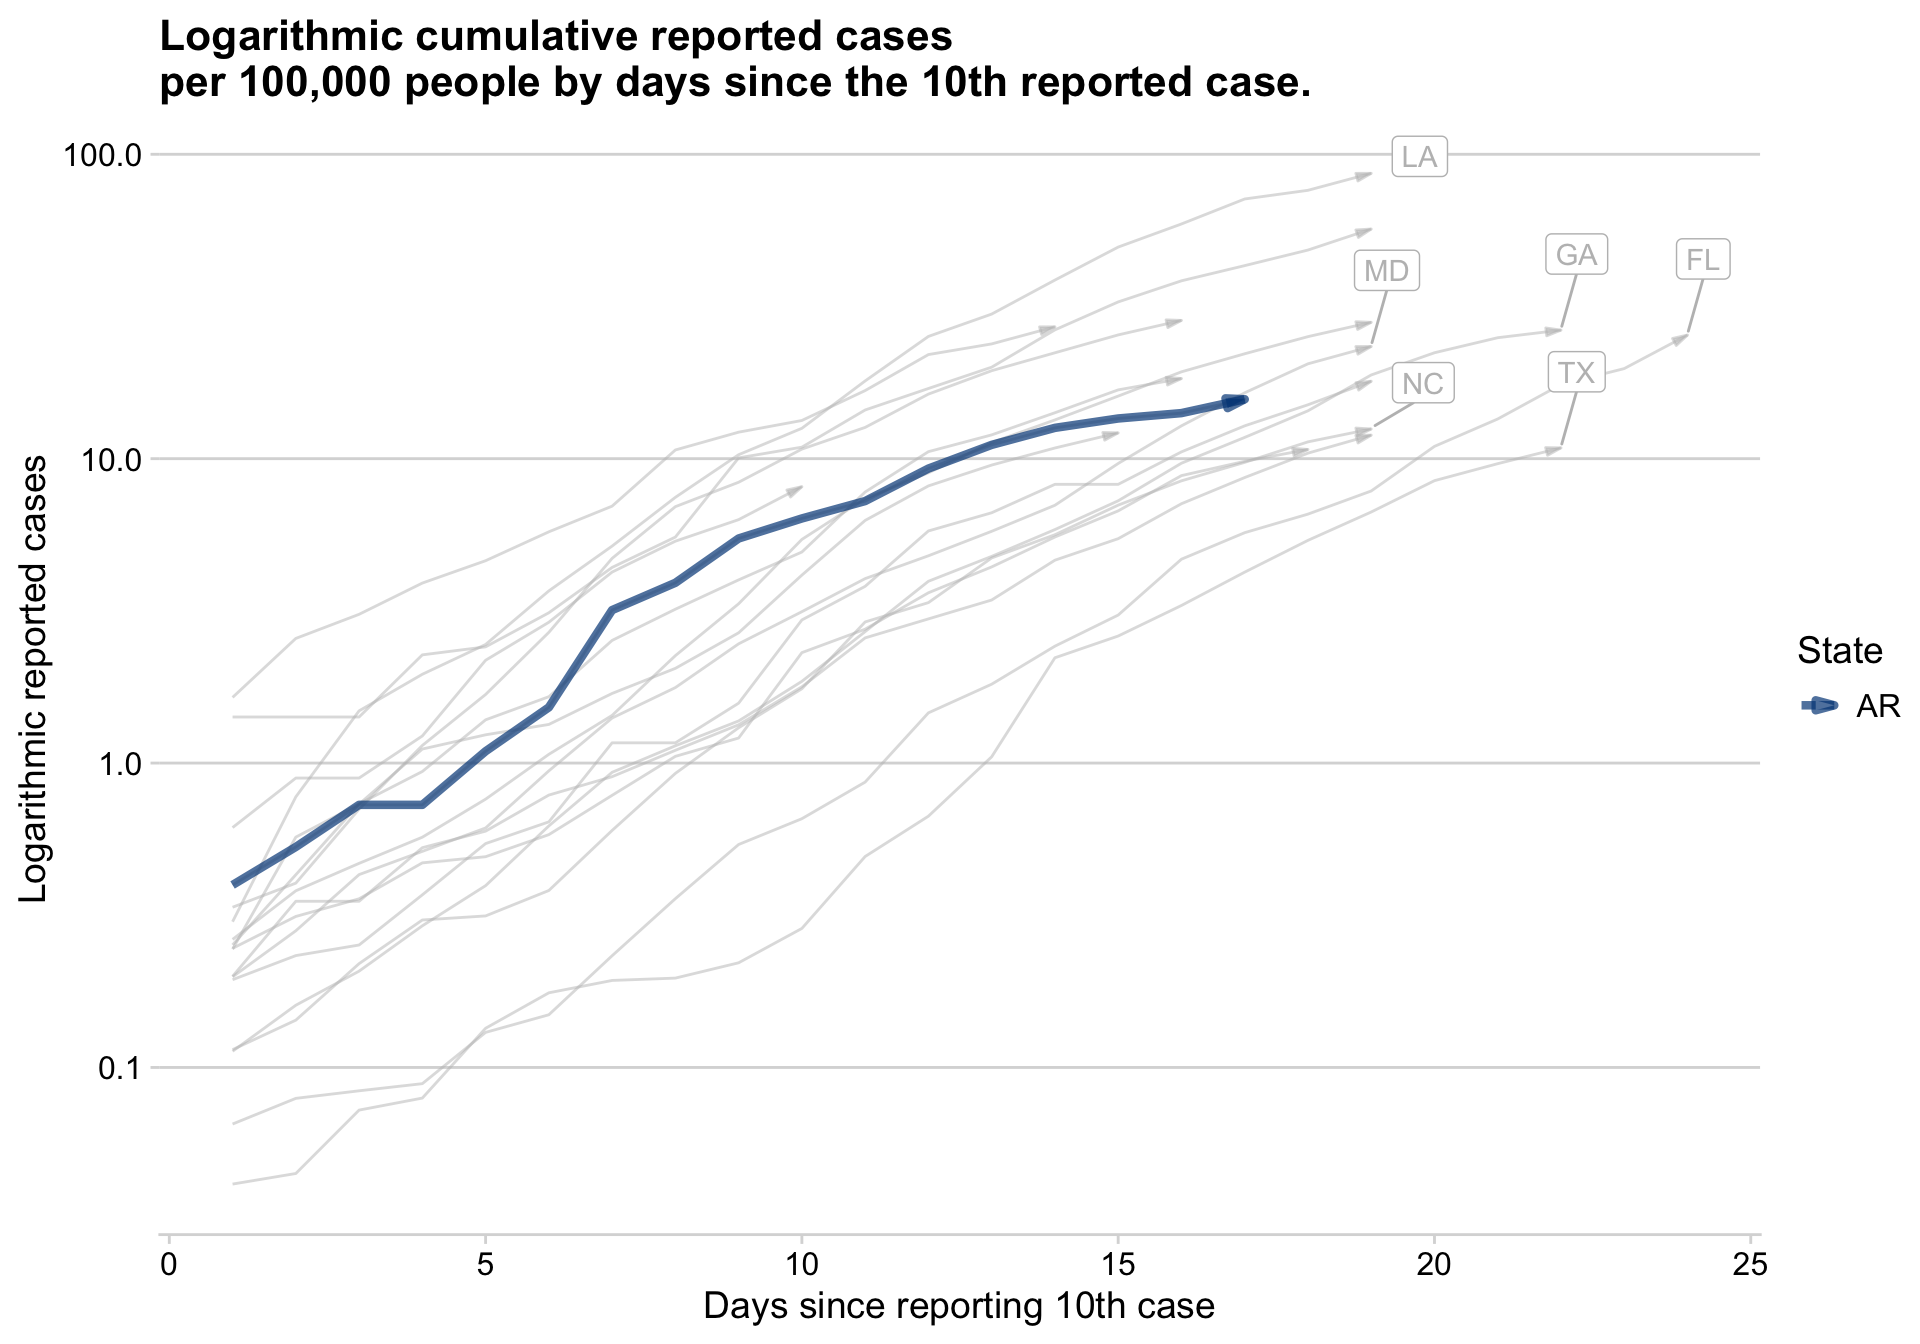 Logarithmic cumulative reported cases
per 100,000 people by days since the 10th reported case.
100.0
10.0
1.0
0.1
Logarithmic reported cases
LA
MD
GA
FL
NC
TX
State
AR
0
5
10
15
20
25
Days since reporting 10th case